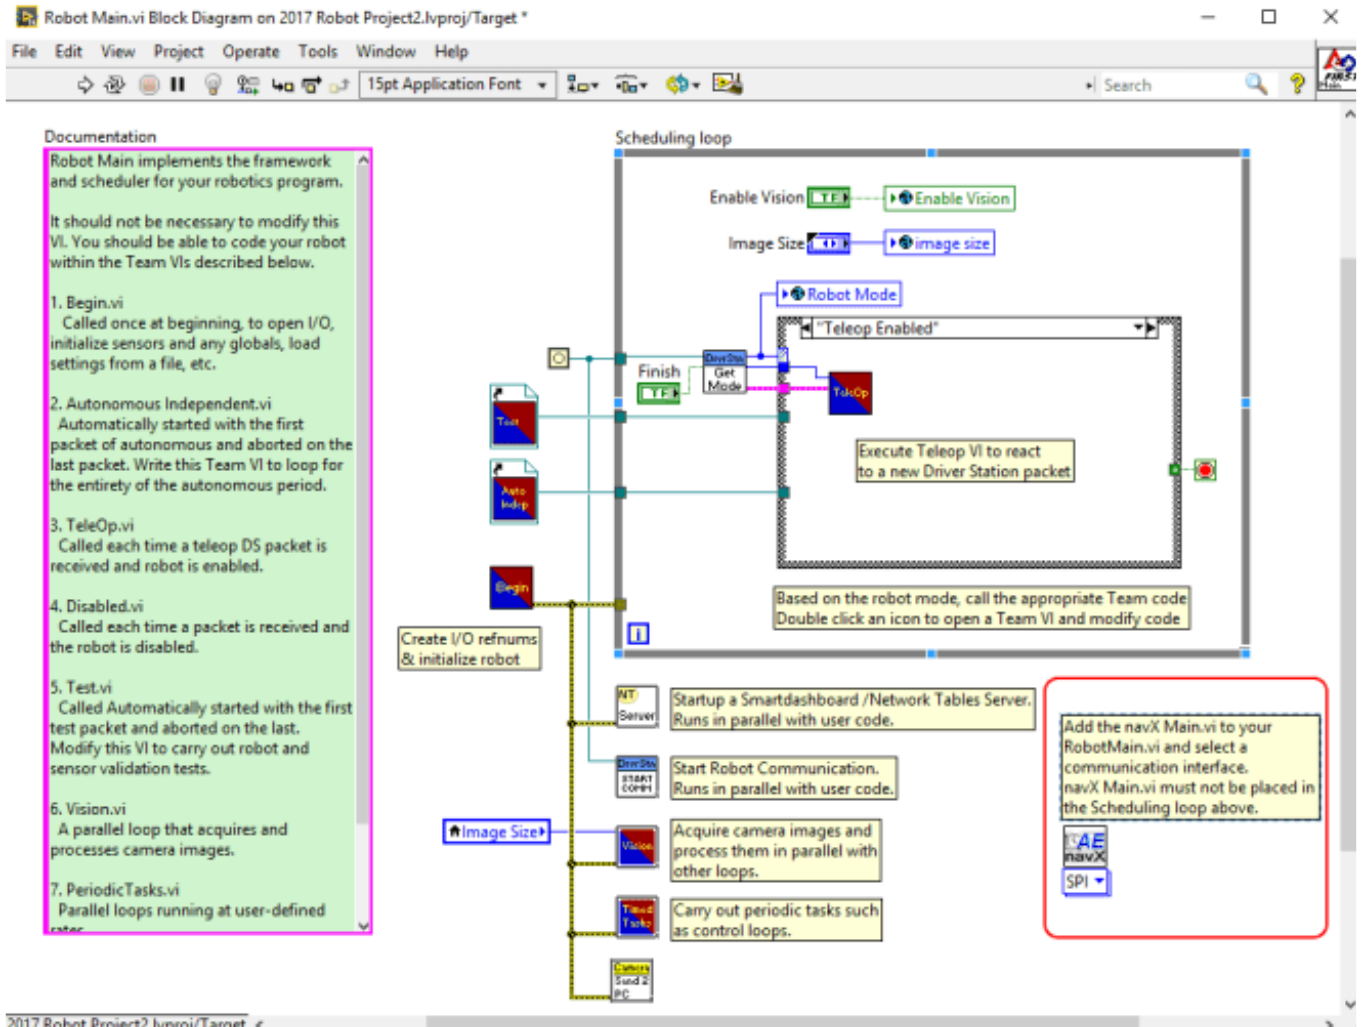 Robot Main.vi Block Diagram on 2017 Robot Project2.lvproj/Target *
File Edit View Project Operate Tools Window Help
15pt Application Font
Search
Documentation
Robot Main implements the framework
and scheduler for your robotics program.
It should not be necessary to modify this
VI. You should be able to code your robot
within the Team VIs described below.
1. Begin.vi
Called once at beginning, to open I/O,
initialize sensors and any globals, load
settings from a file, etc.
2. Autonomous Independent.vi
Automatically started with the first
packet of autonomous and aborted on the
last packet. Write this Team VI to loop for
the entirety of the autonomous period.
3. TeleOp.vi
Called each time a teleop DS packet is
received and robot is enabled.
4. Disabled.vi
Called each time a packet is received and
the robot is disabled.
5. Test.vi
Called Automatically started with the first
test packet and aborted on the last.
Modify this VI to carry out robot and
sensor validation tests.
6. Vision.vi
A parallel loop that acquires and
processes camera images.
7. PeriodicTasks.vi
Parallel loops running at user-defined
rates.
Scheduling loop
Enable Vision
TF
Enable Vision
Image Size
image size
Robot Mode
"Teleop Enabled"
Finish
TF
DrvrSta
Get
Mode
TeleOp
Test
Auto
Indep
Execute Teleop VI to react
to a new Driver Station packet
Begin
Create I/O refnums
& initialize robot
Based on the robot mode, call the appropriate Team code
Double click an icon to open a Team VI and modify code
i
NT
Server
Startup a Smartdashboard /Network Tables Server.
Runs in parallel with user code.
DrvrSta
START
COMM
Start Robot Communication.
Runs in parallel with user code.
Image Size
Vision
Acquire camera images and
process them in parallel with
other loops.
Timed
Tasks
Carry out periodic tasks such
as control loops.
Camera
Send 2
PC
Add the navX Main.vi to your
RobotMain.vi and select a
communication interface.
navX Main.vi must not be placed in
the Scheduling loop above.
AE
navX
SPI
2017 Robot Project2.lvproj/Target